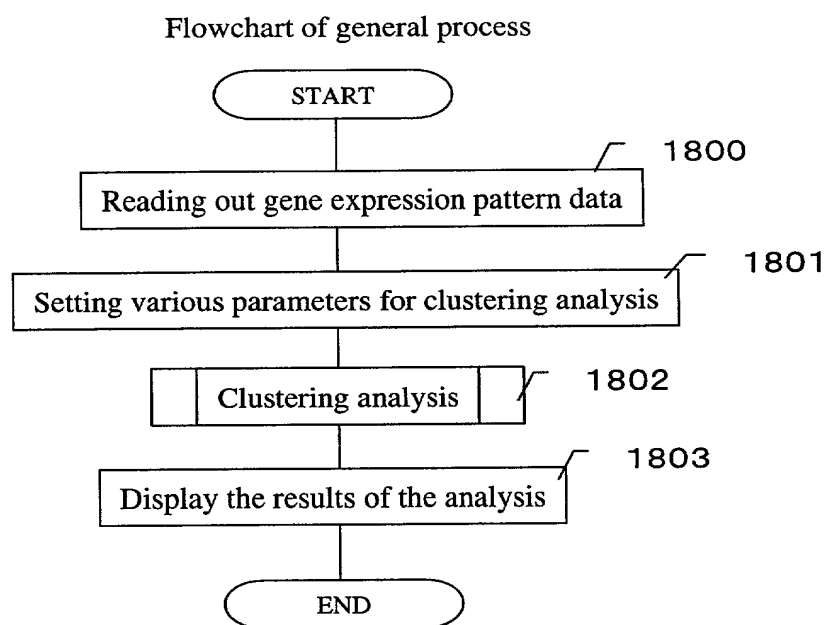 Flowchart of general process
START
1800
Reading out gene expression pattern data
1801
Setting various parameters for clustering analysis
1802
Clustering analysis
1803
Display the results of the analysis
END